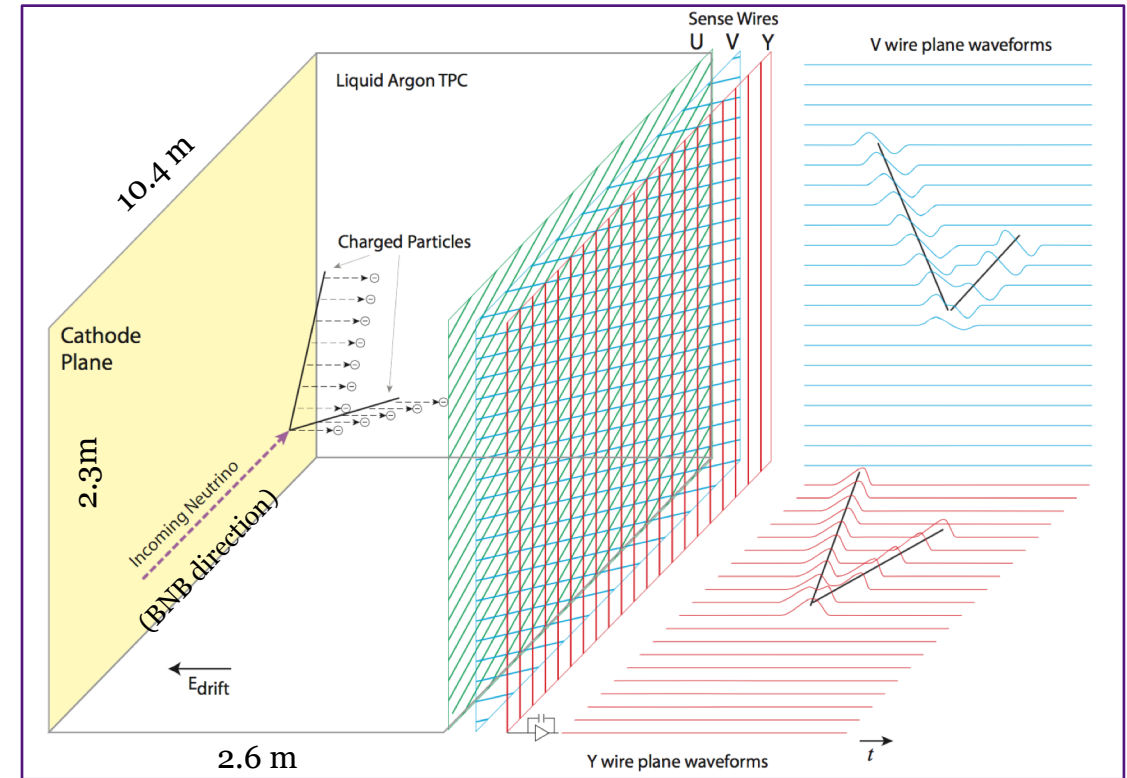 Sense Wires
U V Y
V wire plane waveforms
Liquid Argon TPC
10.4 m
Charged Particles
Cathode
Plane
2.3m
Incoming Neutrino
(BNB direction)
Edrift
2.6 m
Y wire plane waveforms
t